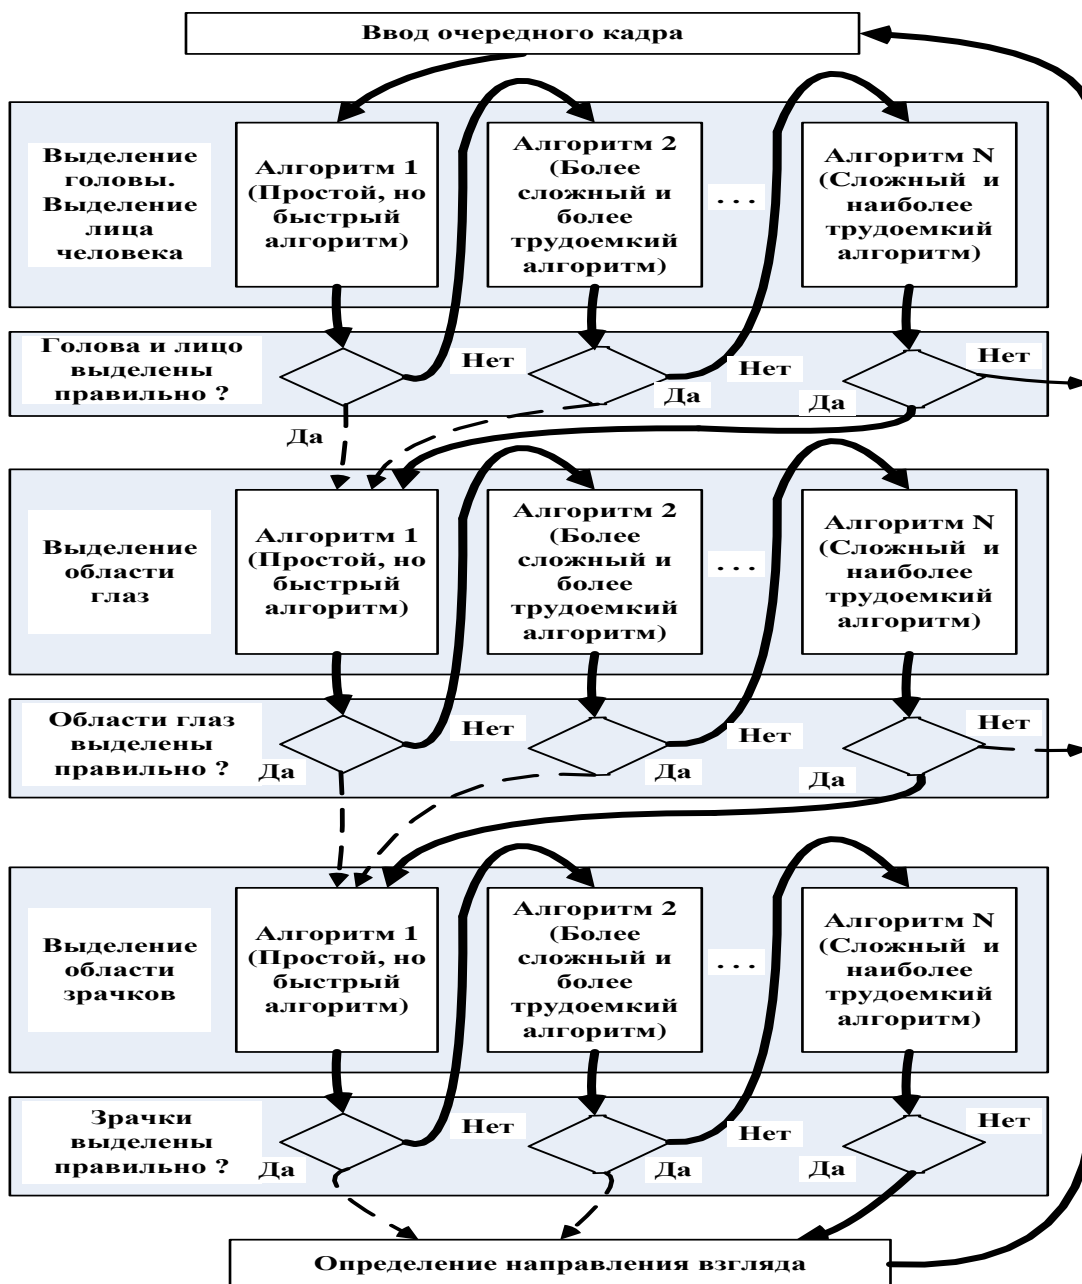 Ввод очередного кадра
Выделение
головы.
Выделение
лица
человека
Алгоритм 1
(Простой, но
быстрый
алгоритм)
Алгоритм 2
(Более
сложный и
более
трудоемкий
алгоритм)
. . .
Алгоритм N
(Сложный и
наиболее
трудоемкий
алгоритм)
Голова и лицо
выделены
правильно ?
Нет
Да
Нет
Да
Нет
Да
Выделение
области
глаз
Алгоритм 1
(Простой, но
быстрый
алгоритм)
Алгоритм 2
(Более
сложный и
более
трудоемкий
алгоритм)
. . .
Алгоритм N
(Сложный и
наиболее
трудоемкий
алгоритм)
Области глаз
выделены
правильно ?
Да
Нет
Да
Нет
Да
Нет
Выделение
области
зрачков
Алгоритм 1
(Простой, но
быстрый
алгоритм)
Алгоритм 2
(Более
сложный и
более
трудоемкий
алгоритм)
. . .
Алгоритм N
(Сложный и
наиболее
трудоемкий
алгоритм)
Зрачки
выделены
правильно ?
Да
Нет
Да
Нет
Да
Нет
Определение направления взгляда